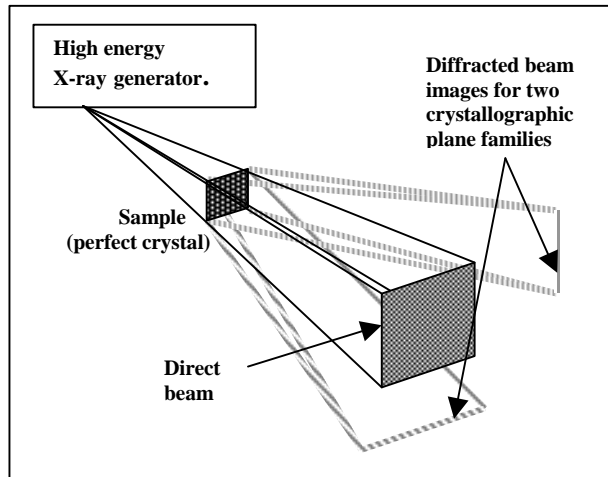 High energy
X-ray generator.
Diffracted beam
images for two
crystallographic
plane families
Sample
(perfect crystal)
Direct
beam